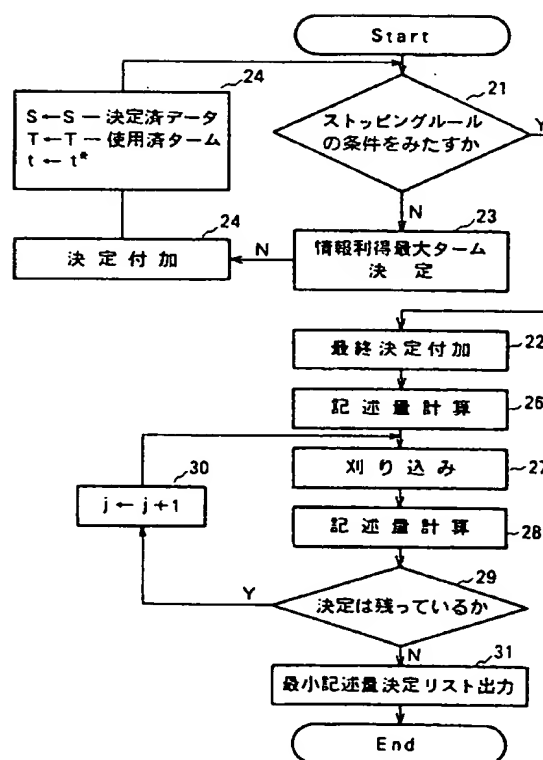 Start
24
21
S←S−決定済データ
T←T−使用済ターム
t←t*
ストッピングルール
の条件をみたすか
Y
N
24
23
決定付加
N
情報利得最大ターム
決定
最終決定付加
22
記述量計算
26
30
刈り込み
27
j←j+1
記述量計算
28
29
Y
決定は残っているか
N
31
最小記述量決定リスト出力
End